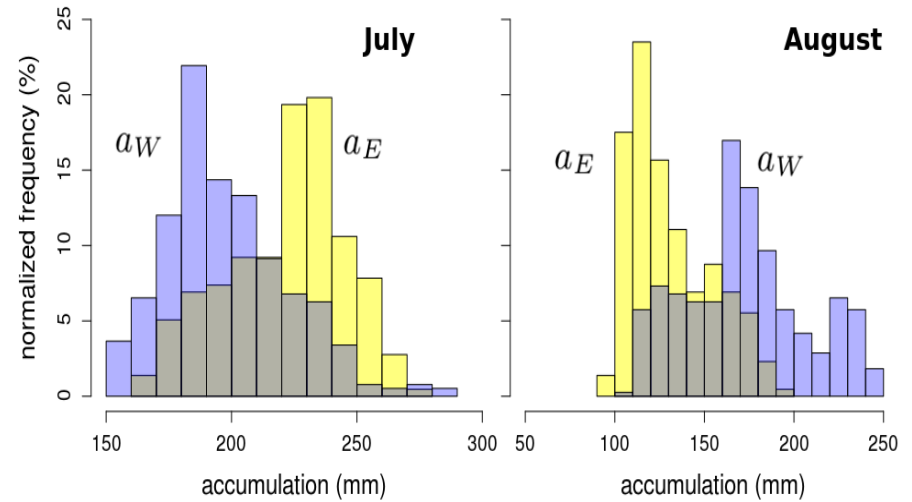 July
August
normalized frequency (%)
25
20
15
10
5
0
a_W
a_E
a_E
a_W
150 200 250 300
50 100 150 200 250
accumulation (mm)
accumulation (mm)